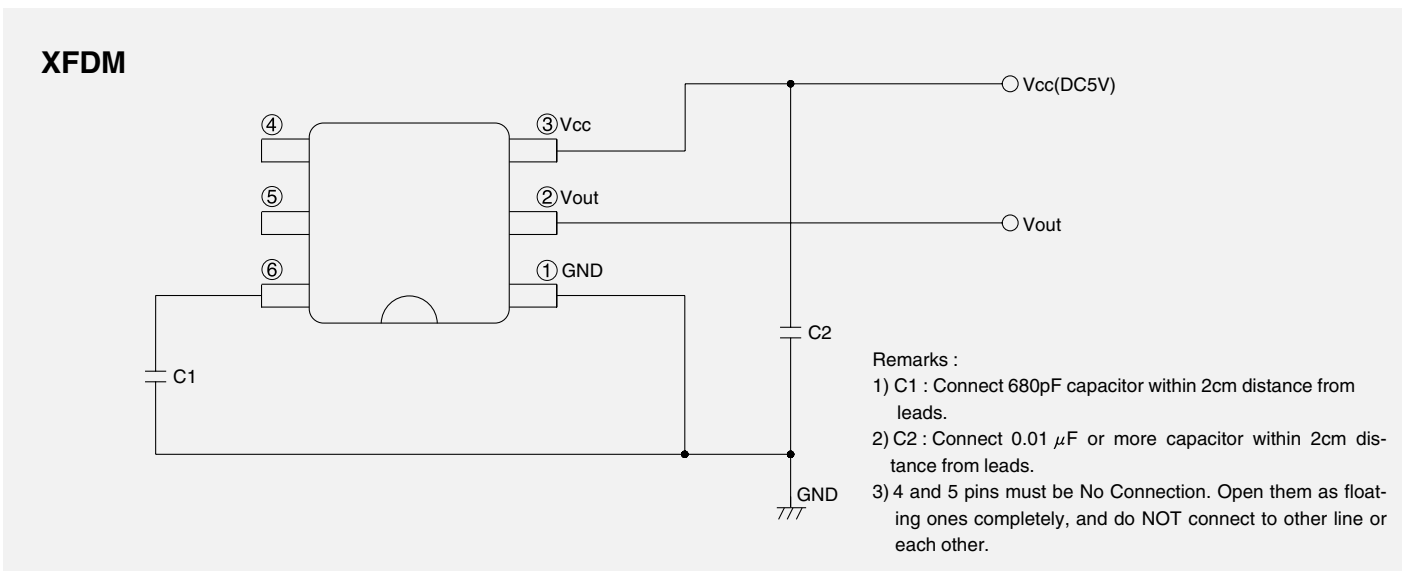 XFDM
Vcc(DC5V)
④
③Vcc
⑤
②Vout
Vout
⑥
① GND
C2
C1
Remarks :
1) C1 : Connect 680pF capacitor within 2cm distance from
leads.
2) C2 : Connect 0.01 μF or more capacitor within 2cm dis-
tance from leads.
GND
3) 4 and 5 pins must be No Connection. Open them as float-
ing ones completely, and do NOT connect to other line or
each other.